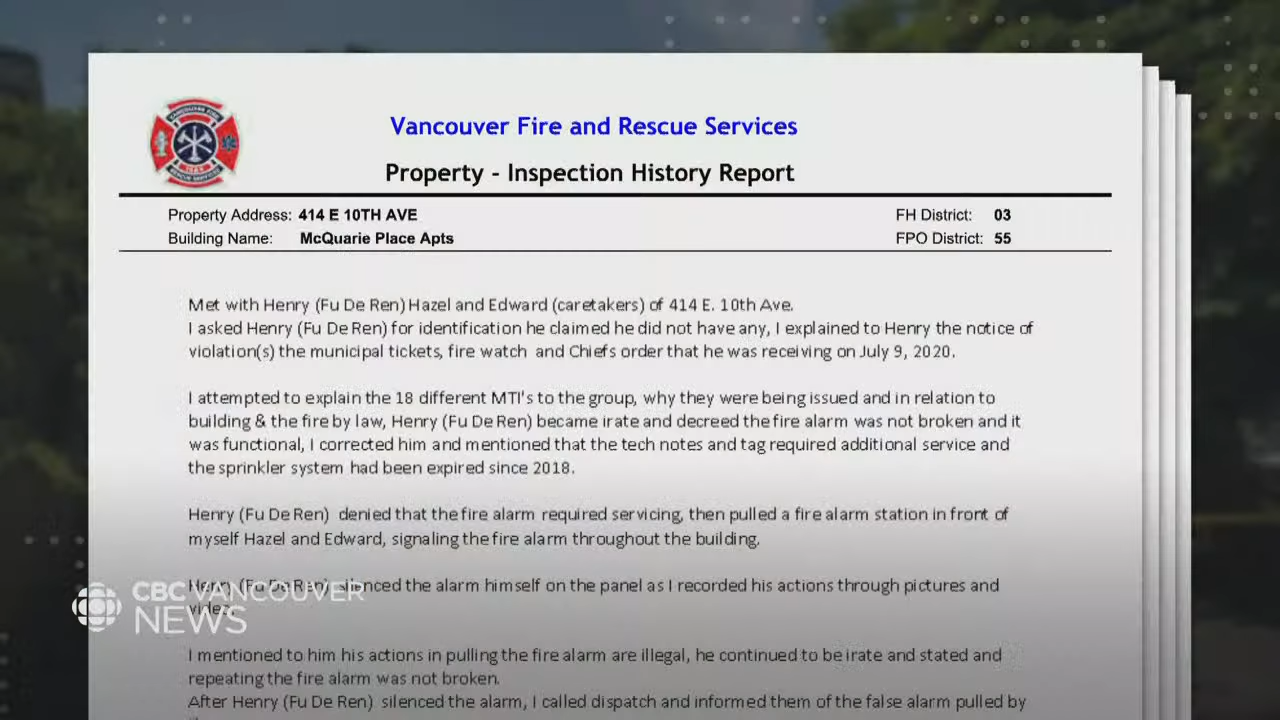 Vancouver Fire and Rescue Services
Property - Inspection History Report
Property Address: 414 E 10TH AVE
FH District: 03
Building Name: McQuarie Place Apts
FPO District: 55
Met with Henry (Fu De Ren) Hazel and Edward (caretakers) of 414 E. 10th Ave.
I asked Henry (Fu De Ren) for identification he claimed he did not have any, I explained to Henry the notice of
violation(s) the municipal tickets, fire watch and Chiefs order that he was receiving on July 9, 2020.
I attempted to explain the 18 different MTI's to the group, why they were being issued and in relation to
building & the fire by law, Henry (Fu De Ren) became irate and decreed the fire alarm was not broken and it
was functional, I corrected him and mentioned that the tech notes and tag required additional service and
the sprinkler system had been expired since 2018.
Henry (Fu De Ren) denied that the fire alarm required servicing, then pulled a fire alarm station in front of
myself Hazel and Edward, signaling the fire alarm throughout the building.
Henry (Fu De Ren) silenced the alarm himself on the panel as I recorded his actions through pictures and
video.
CBC VANCOUVER
NEWS
I mentioned to him his actions in pulling the fire alarm are illegal, he continued to be irate and stated and
repeating the fire alarm was not broken.
After Henry (Fu De Ren) silenced the alarm, I called dispatch and informed them of the false alarm pulled by